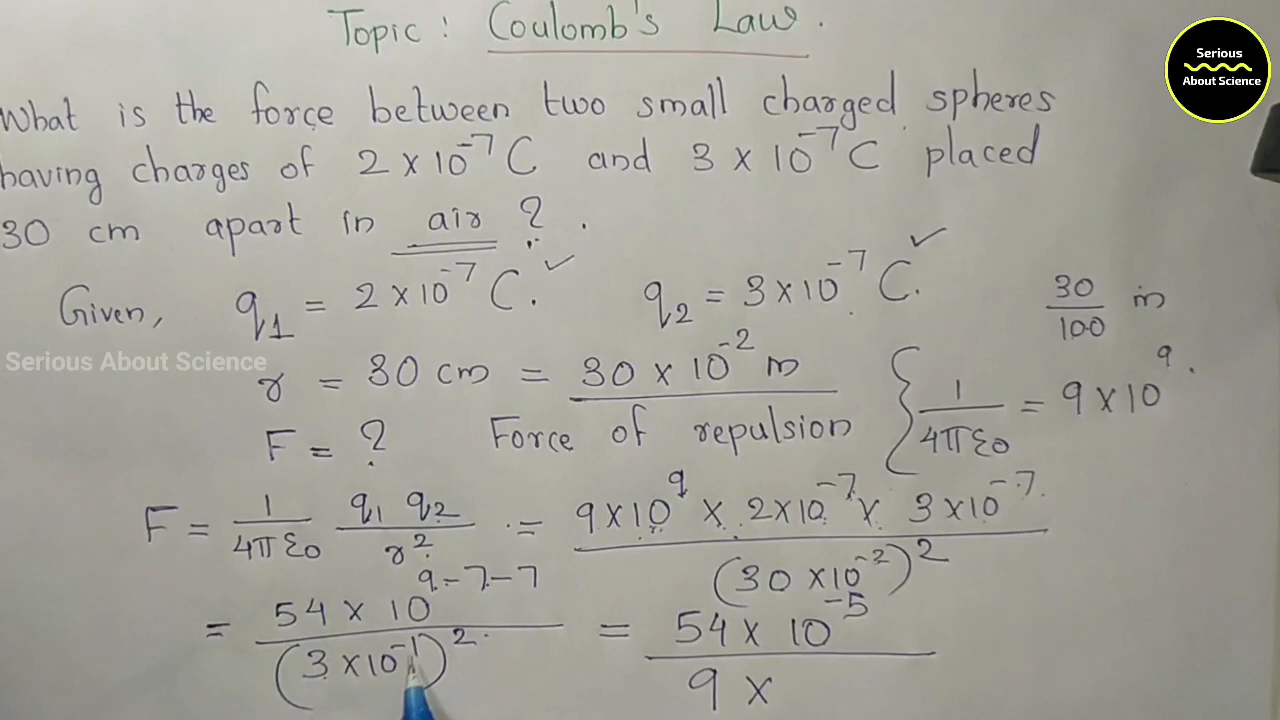 Topic : Coulomb's Law .
Serious
About Science
What is the force between two small charged spheres
having charges of 2 × 10⁻⁷ C and 3 × 10⁻⁷ C placed
30 cm apart in air ? .
Given, q₁ = 2 × 10⁻⁷ C. ✓ q₂ = 3 × 10⁻⁷ C. ✓ 30/100 m
Serious About Science
r = 30 cm = 30 × 10⁻² m { 1/4πε₀ = 9 × 10⁹ .
F = ? Force of repulsion
F = 1/4πε₀ q₁ q₂/r² = 9 × 10⁹ × 2 × 10⁻⁷ × 3 × 10⁻⁷/(30 × 10⁻²)²
= 54 × 10⁹⁻⁷⁻⁷/(3 × 10⁻¹)² = 54 × 10⁻⁵/9 ×